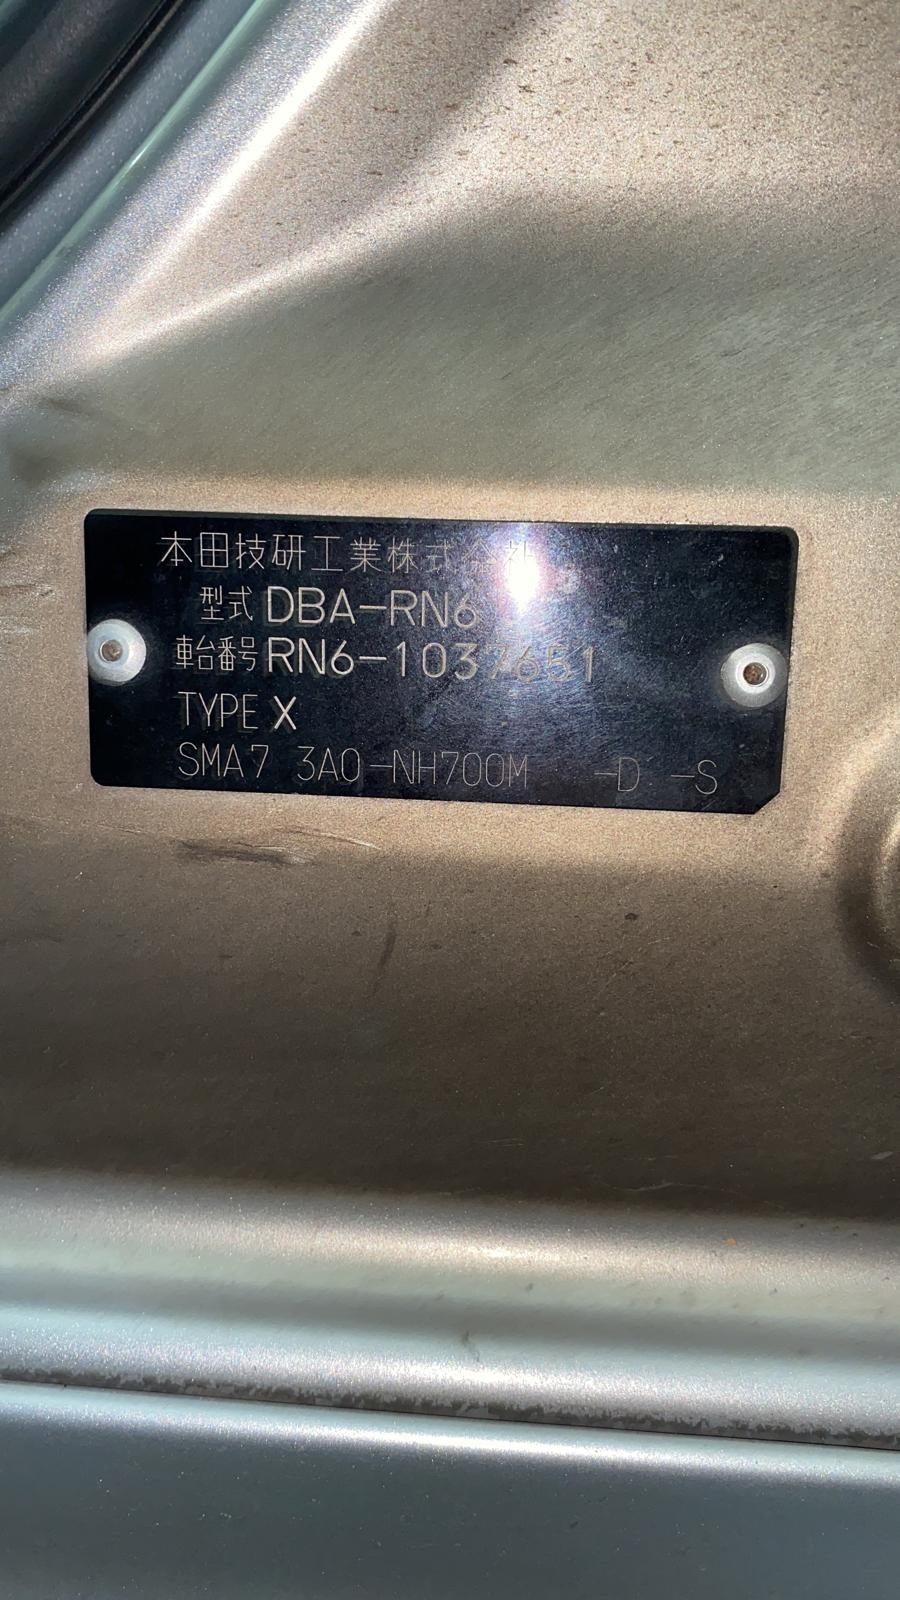 本田技研工業株式会社
型式 DBA-RN6
車台番号 RN6-1037651
TYPE X
SMA7 3A0-NH700M -D -S